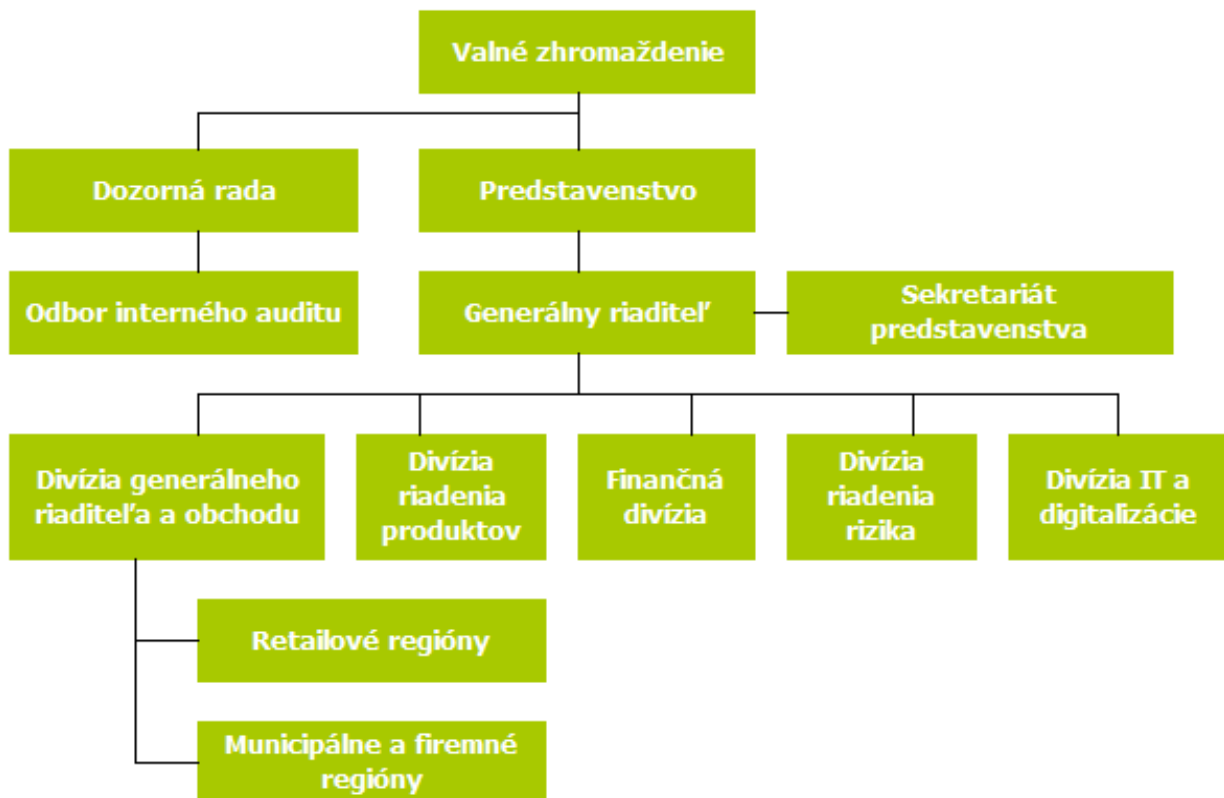 Valné zhromaždenie
Dozorná rada
Predstavenstvo
Odbor interného auditu
Generálny riaditeľ
Sekretariát
predstavenstva
Divízia generálneho
riaditeľa a obchodu
Divízia
riadenia
produktov
Finančná
divízia
Divízia
riadenia
rizika
Divízia IT a
digitalizácie
Retailové regióny
Municipálne a firemné
regióny